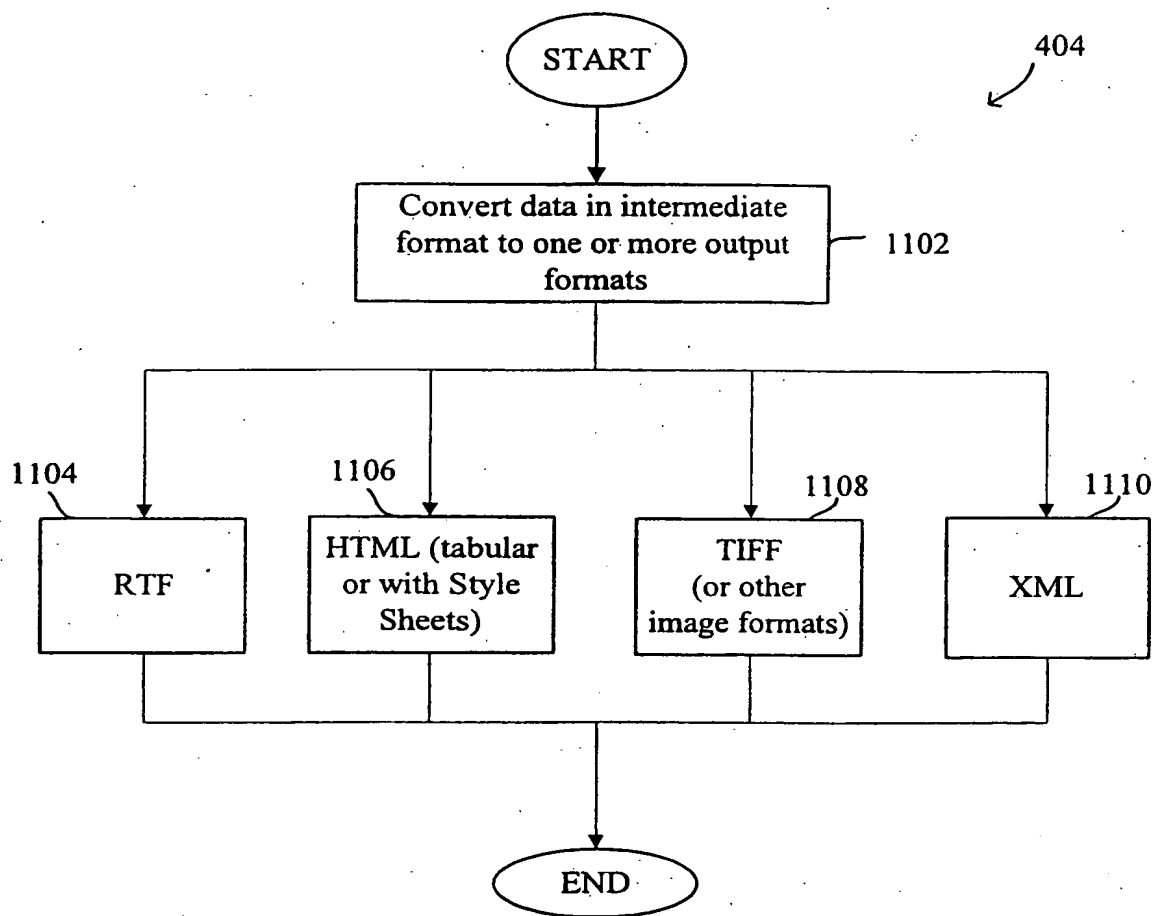 START
404
Convert data in intermediate
format to one or more output
formats
1102
1104
1106
1108
1110
RTF
HTML (tabular
or with Style
Sheets)
TIFF
(or other
image formats)
XML
END